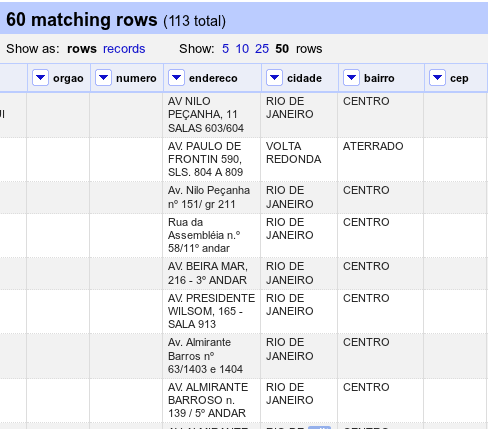 60 matching rows (113 total)
Show as: rows records Show: 5 10 25 50 rows
orgao numero endereco cidade bairro cep
AV NILO RIO DE CENTRO
PEÇANHA, 11 JANEIRO
SALAS 603/604
AV. PAULO DE VOLTA ATERRADO
FRONTIN 590, REDONDA
SLS. 804 A 809
Av. Nilo Peçanha RIO DE CENTRO
nº 151/ gr 211 JANEIRO
Rua da RIO DE CENTRO
Assembléia n.º JANEIRO
58/11º andar
AV. BEIRA MAR, RIO DE CENTRO
216 - 3º ANDAR JANEIRO
AV. PRESIDENTE RIO DE CENTRO
WILSOM, 165 - JANEIRO
SALA 913
Av. Almirante RIO DE CENTRO
Barros nº JANEIRO
63/1403 e 1404
AV. ALMIRANTE RIO DE CENTRO
BARROSO n. JANEIRO
139 / 5º ANDAR